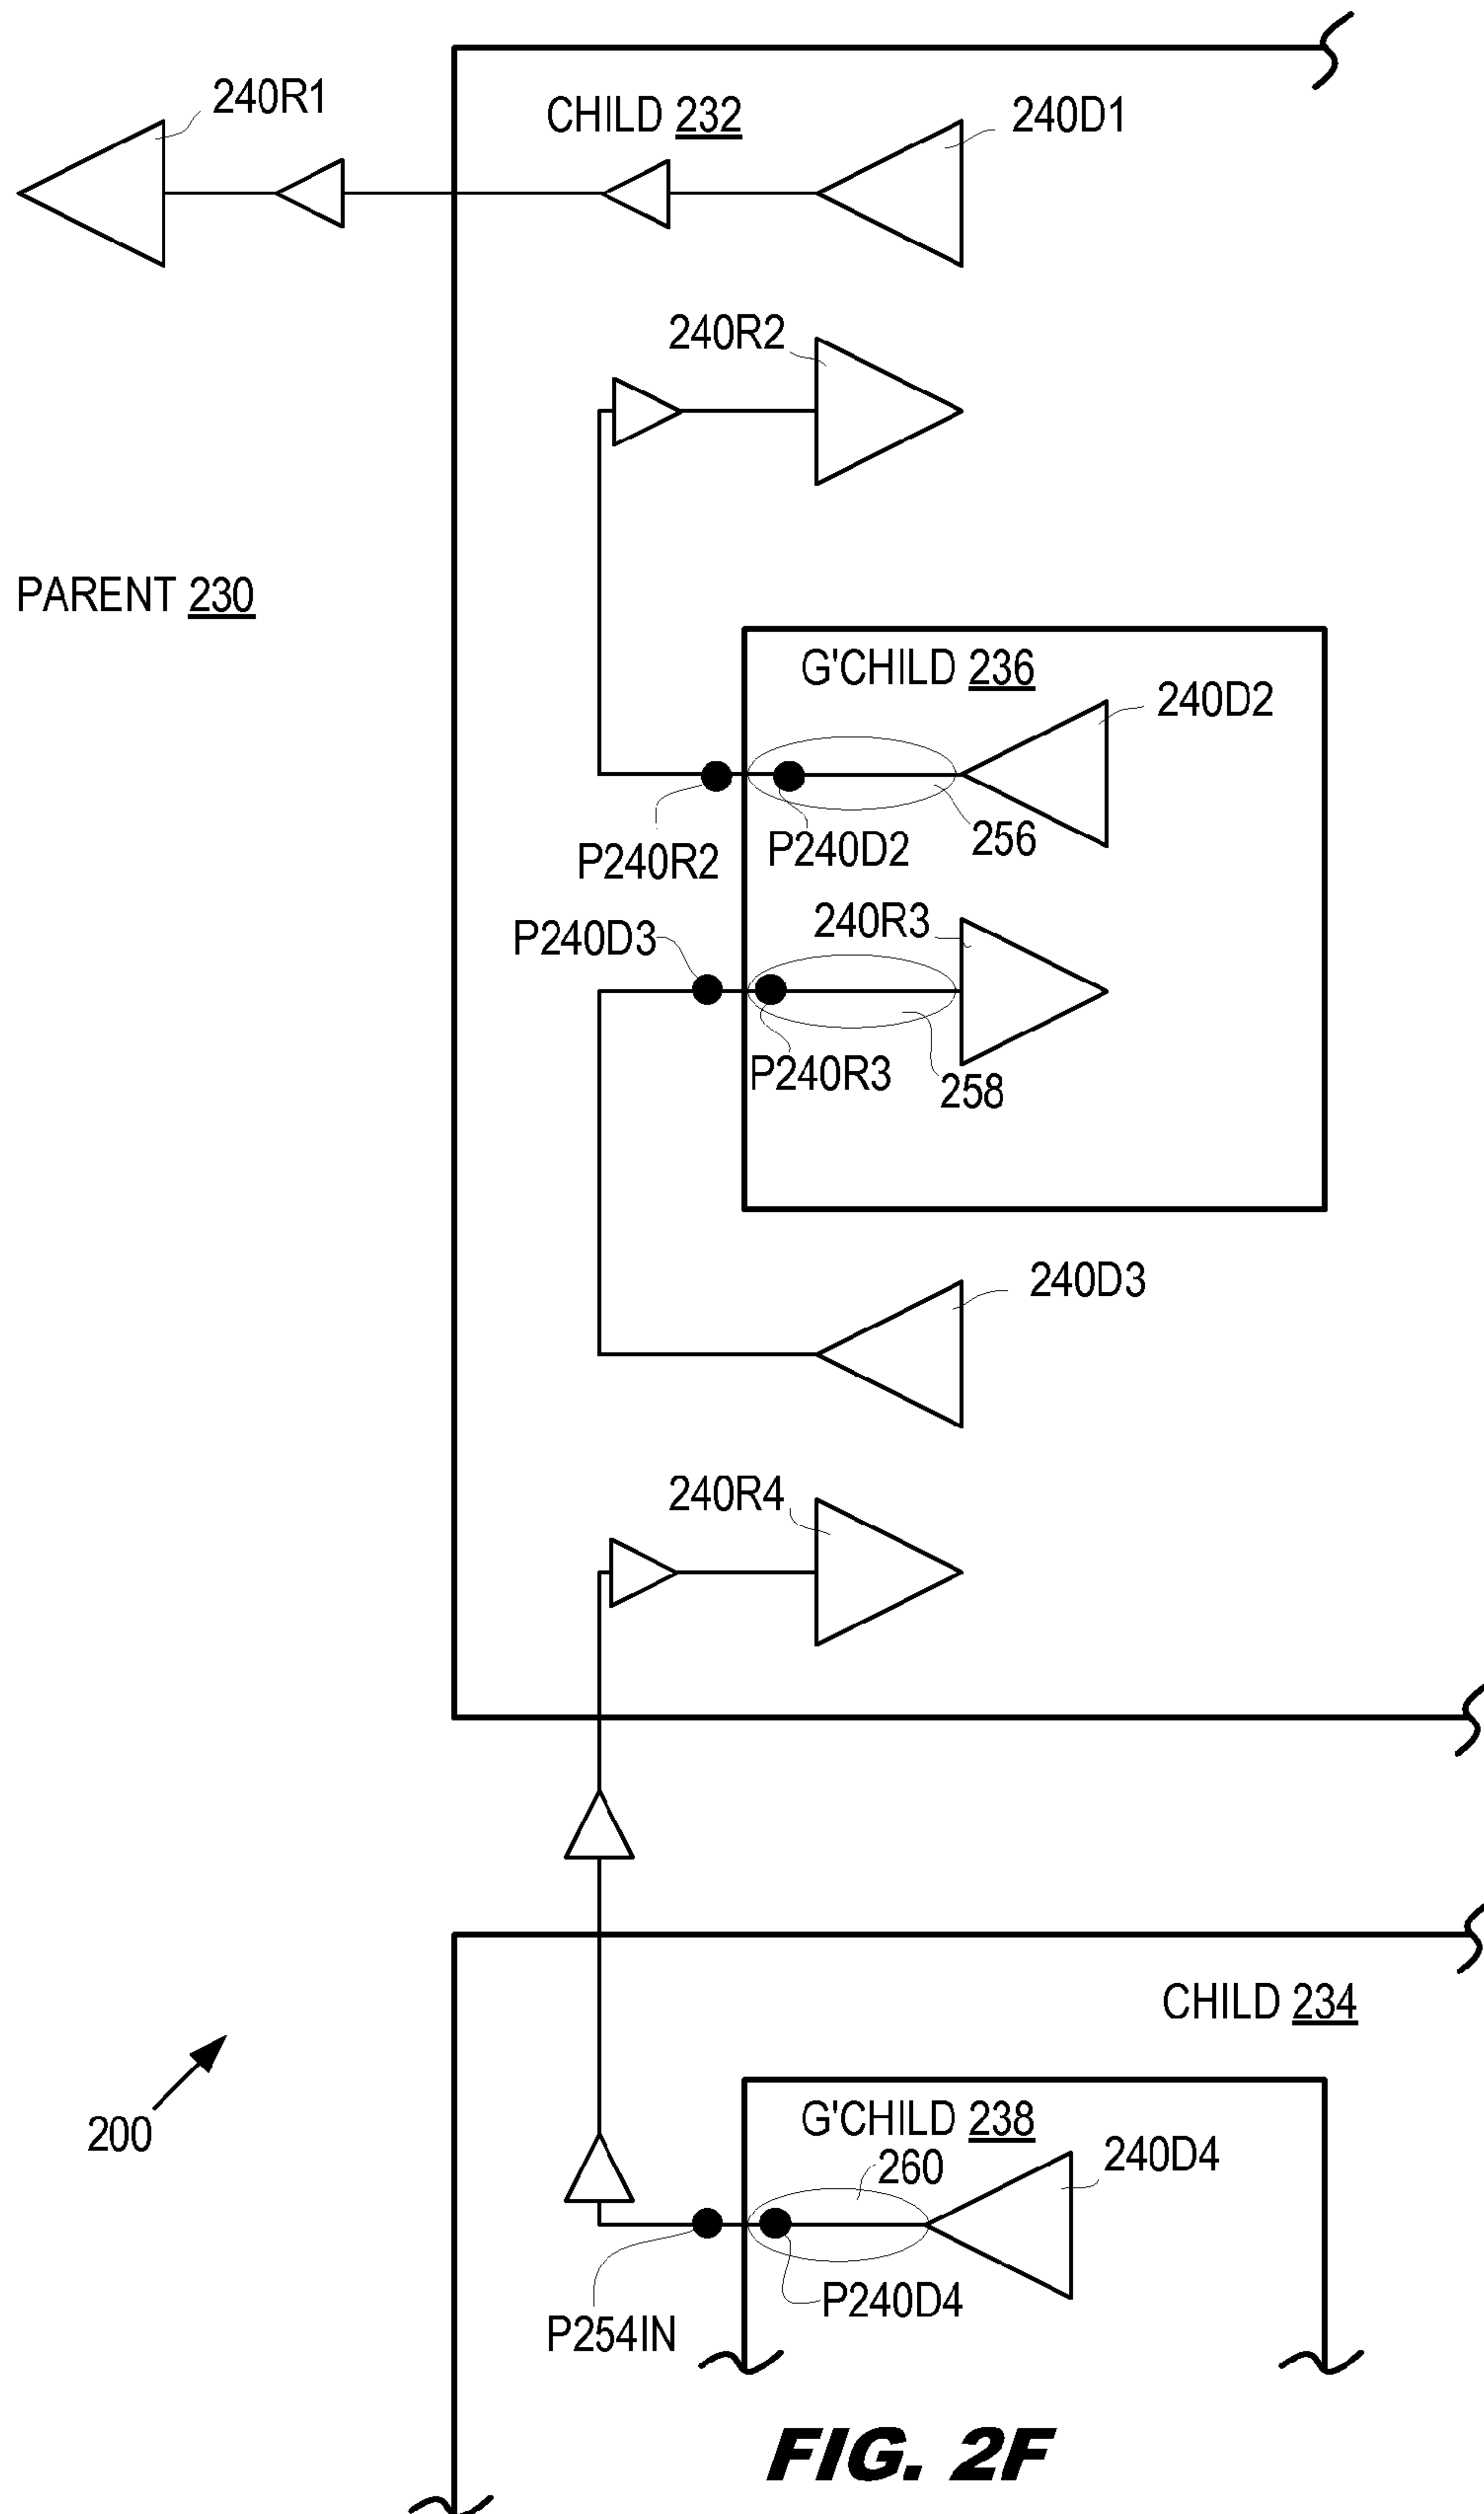 240R1
CHILD 232
240D1
240R2
PARENT 230
G'CHILD 236
240D2
P240R2
P240D2
256
P240D3
240R3
P240R3
258
240D3
240R4
CHILD 234
200
G'CHILD 238
260
240D4
P254IN
P240D4
FIG. 2F